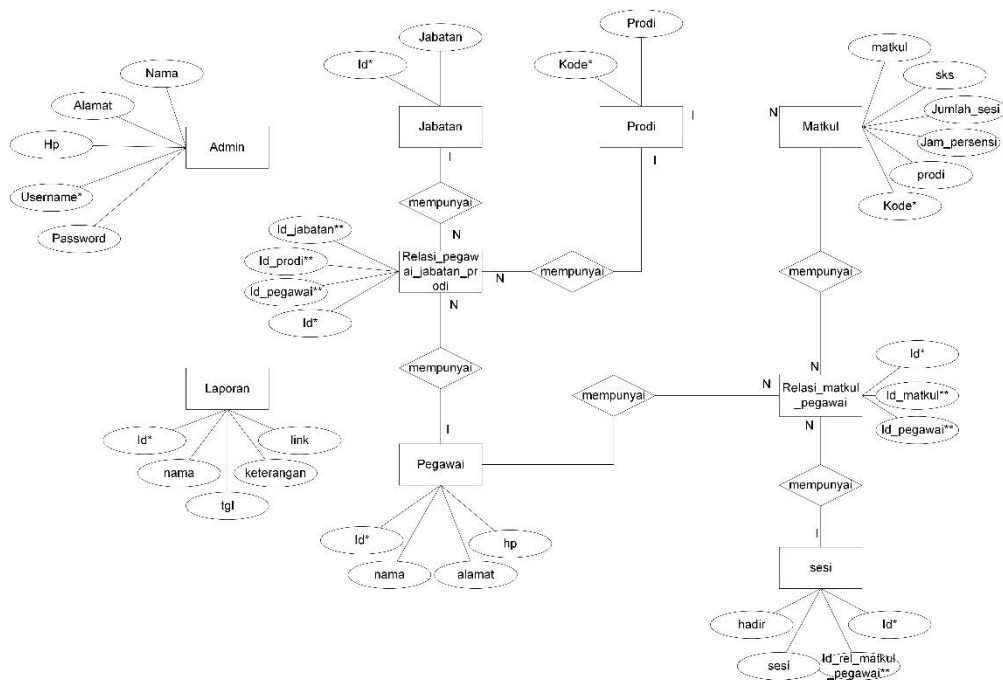 Jabatan
Id*
Jabatan
Prodi
Kode*
Prodi
matkul
sks
Jumlah_sesi
Jam_persensi
prodi
Kode*
Matkul
Nama
Alamat
Hp
Username*
Password
Admin
I
I
I
N
mempunyai
N
Id_jabatan**
Id_prodi**
Id_pegawai**
Id*
Relasi_pegaw
ai_jabatan_pr
odi
N
N
mempunyai
I
mempunyai
N
mempunyai
Laporan
Id*
nama
tgl
keterangan
link
I
Pegawai
Id*
nama
alamat
hp
mempunyai
N
Relasi_matkul
_pegawai
Id*
Id_matkul**
Id_pegawai**
N
mempunyai
I
sesi
hadir
sesi
Id_rel_matkul
_pegawai**
Id*